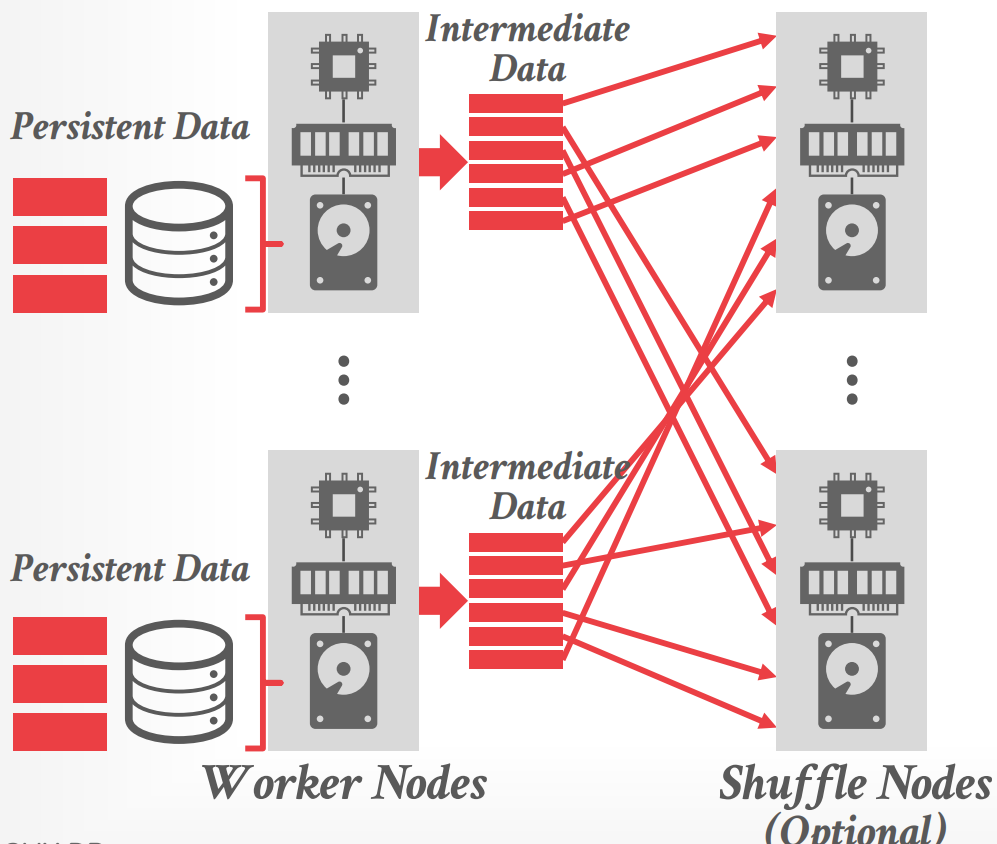 Intermediate
Data
Persistent Data
Intermediate
Data
Persistent Data
Worker Nodes
Shuffle Nodes
(Optional)